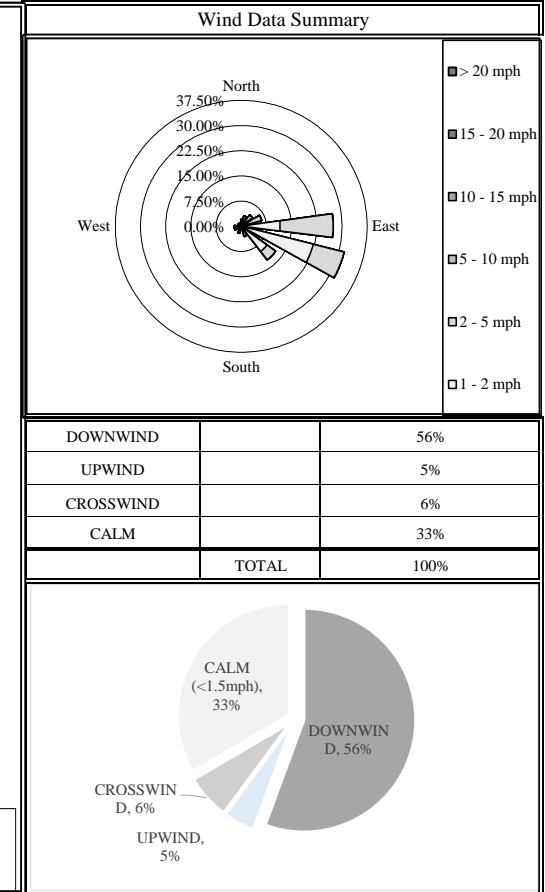 Wind Data Summary
North
37.50%
30.00%
22.50%
15.00%
7.50%
0.00%
West
East
South
> 20 mph
15 - 20 mph
10 - 15 mph
5 - 10 mph
2 - 5 mph
1 - 2 mph
DOWNWIND 56%
UPWIND 5%
CROSSWIND 6%
CALM 33%
TOTAL 100%
CALM
(<1.5mph),
33%
DOWNWIN
D, 56%
CROSSWIN
D, 6%
UPWIND,
5%